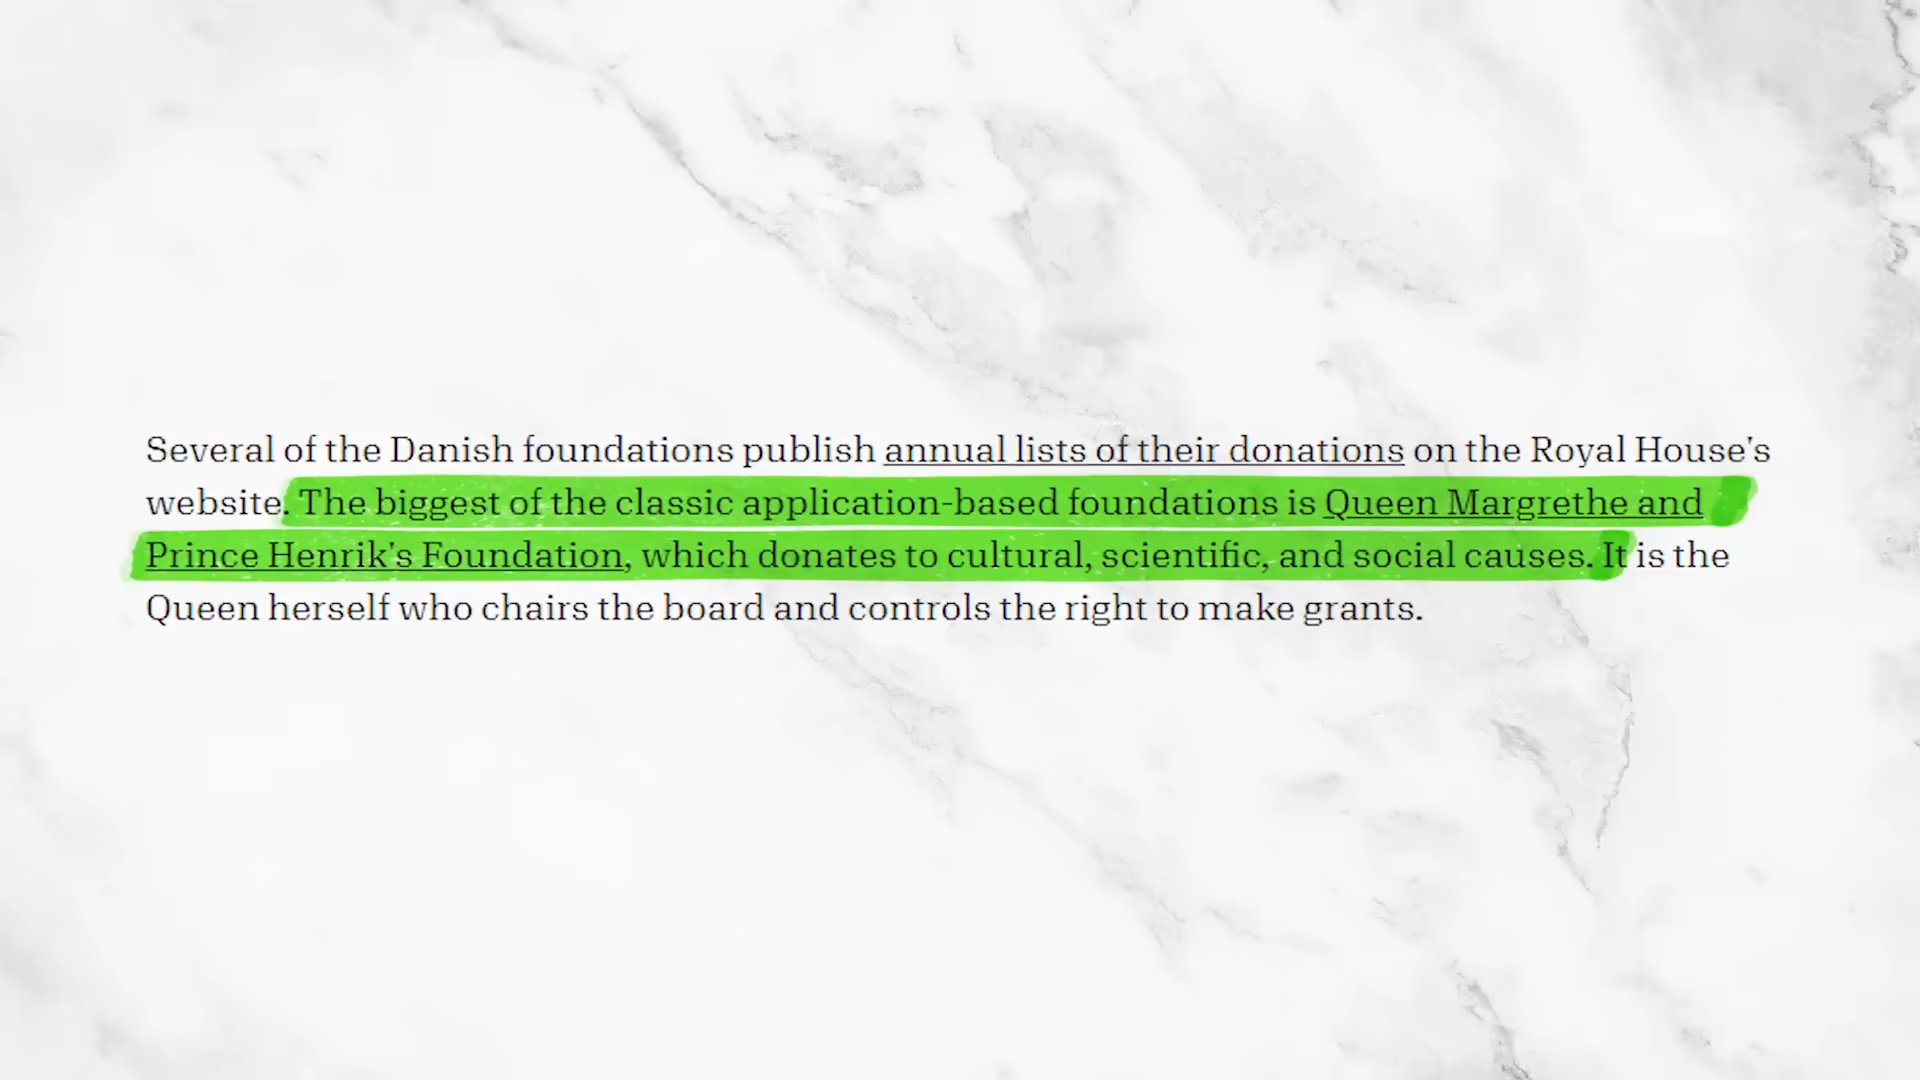 Several of the Danish foundations publish annual lists of their donations on the Royal House's
website. The biggest of the classic application-based foundations is Queen Margrethe and
Prince Henrik's Foundation, which donates to cultural, scientific, and social causes. It is the
Queen herself who chairs the board and controls the right to make grants.